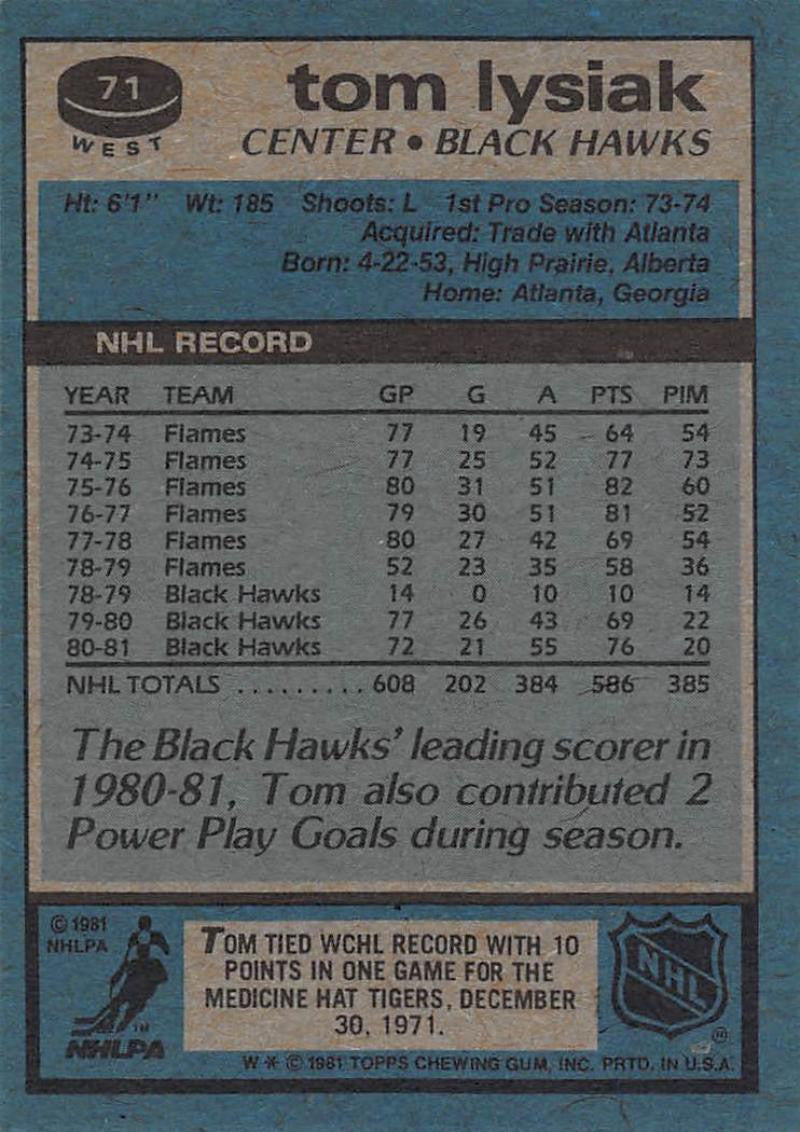 71
WEST
tom lysiak
CENTER • BLACK HAWKS
Ht: 6'1" Wt: 185 Shoots: L 1st Pro Season: 73-74
Acquired: Trade with Atlanta
Born: 4-22-53, High Prairie, Alberta
Home: Atlanta, Georgia
NHL RECORD
YEAR TEAM GP G A PTS PIM
73-74 Flames 77 19 45 64 54
74-75 Flames 77 25 52 77 73
75-76 Flames 80 31 51 82 60
76-77 Flames 79 30 51 81 52
77-78 Flames 80 27 42 69 54
78-79 Flames 52 23 35 58 36
78-79 Black Hawks 14 0 10 10 14
79-80 Black Hawks 77 26 43 69 22
80-81 Black Hawks 72 21 55 76 20
NHL TOTALS .......... 608 202 384 586 385
The Black Hawks' leading scorer in
1980-81, Tom also contributed 2
Power Play Goals during season.
© 1981
NHLPA
TM
NHLPA
TOM TIED WCHL RECORD WITH 10
POINTS IN ONE GAME FOR THE
MEDICINE HAT TIGERS, DECEMBER
30, 1971.
NHL
®
W * © 1981 TOPPS CHEWING GUM, INC. PRTD. IN U.S.A.